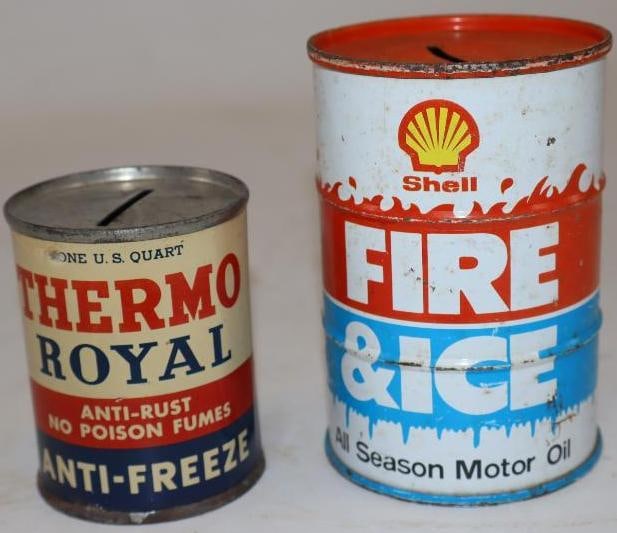 ONE U.S. QUART
THERMO
ROYAL
ANTI-RUST
NO POISON FUMES
ANTI-FREEZE
Shell
FIRE
&ICE
All Season Motor Oil